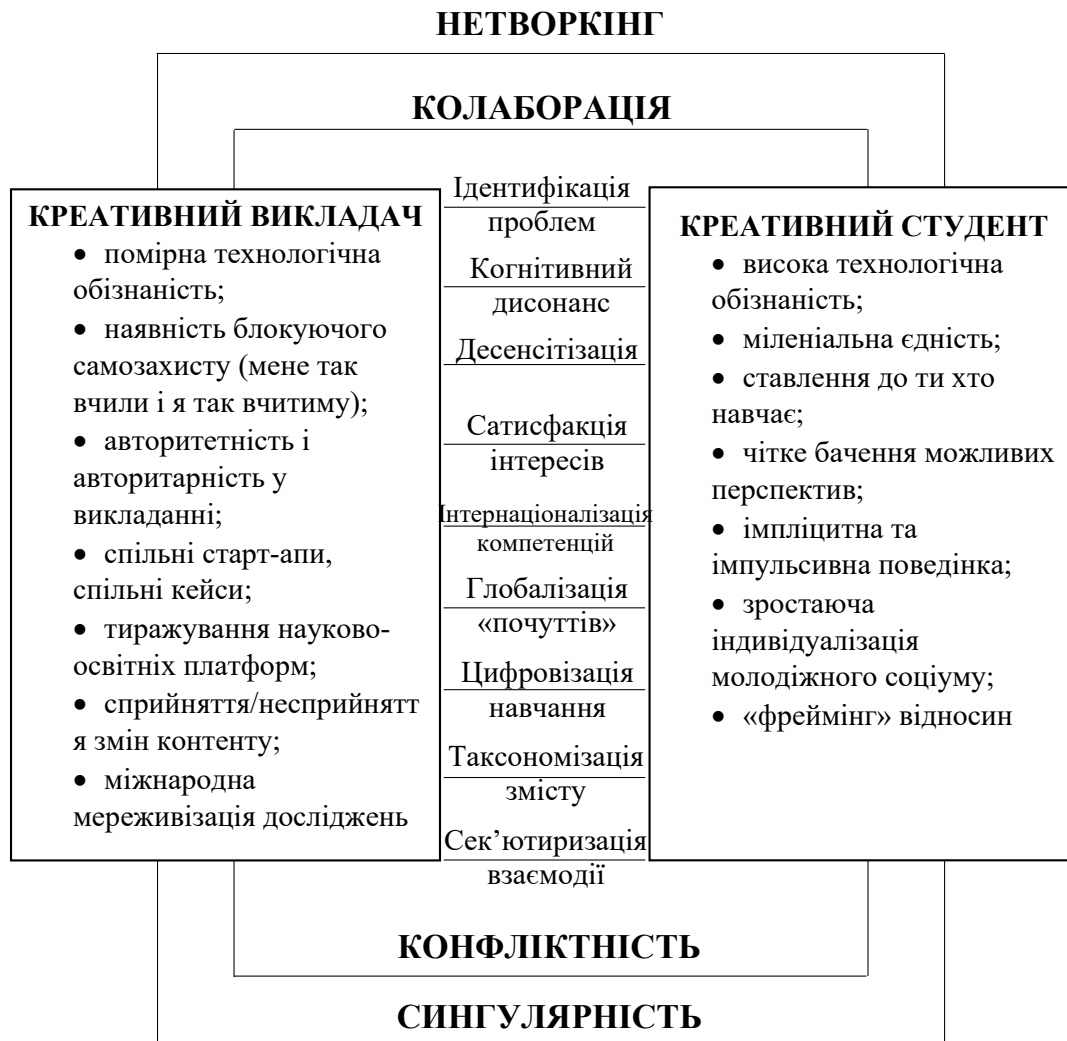 НЕТВОРКІНГ
КОЛАБОРАЦІЯ
КРЕАТИВНИЙ ВИКЛАДАЧ
• помірна технологічна
обізнаність;
• наявність блокуючого
самозахисту (мене так
вчили і я так вчитиму);
• авторитетність і
авторитарність у
викладанні;
• спільні старт-апи,
спільні кейси;
• тиражування науково-
освітніх платформ;
• сприйняття/несприйнятт
я змін контенту;
• міжнародна
мереживізація досліджень
Ідентифікація
проблем
Когнітивний
дисонанс
Десенсітізація
Сатисфакція
інтересів
Інтернаціоналізація
компетенцій
Глобалізація
«почуттів»
Цифровізація
навчання
Таксономізація
змісту
Сек’ютиризація
взаємодії
КРЕАТИВНИЙ СТУДЕНТ
• висока технологічна
обізнаність;
• міленіальна єдність;
• ставлення до ти хто
навчає;
• чітке бачення можливих
перспектив;
• імпліцитна та
імпульсивна поведінка;
• зростаюча
індивідуалізація
молодіжного соціуму;
• «фреймінг» відносин
КОНФЛІКТНІСТЬ
СИНГУЛЯРНІСТЬ